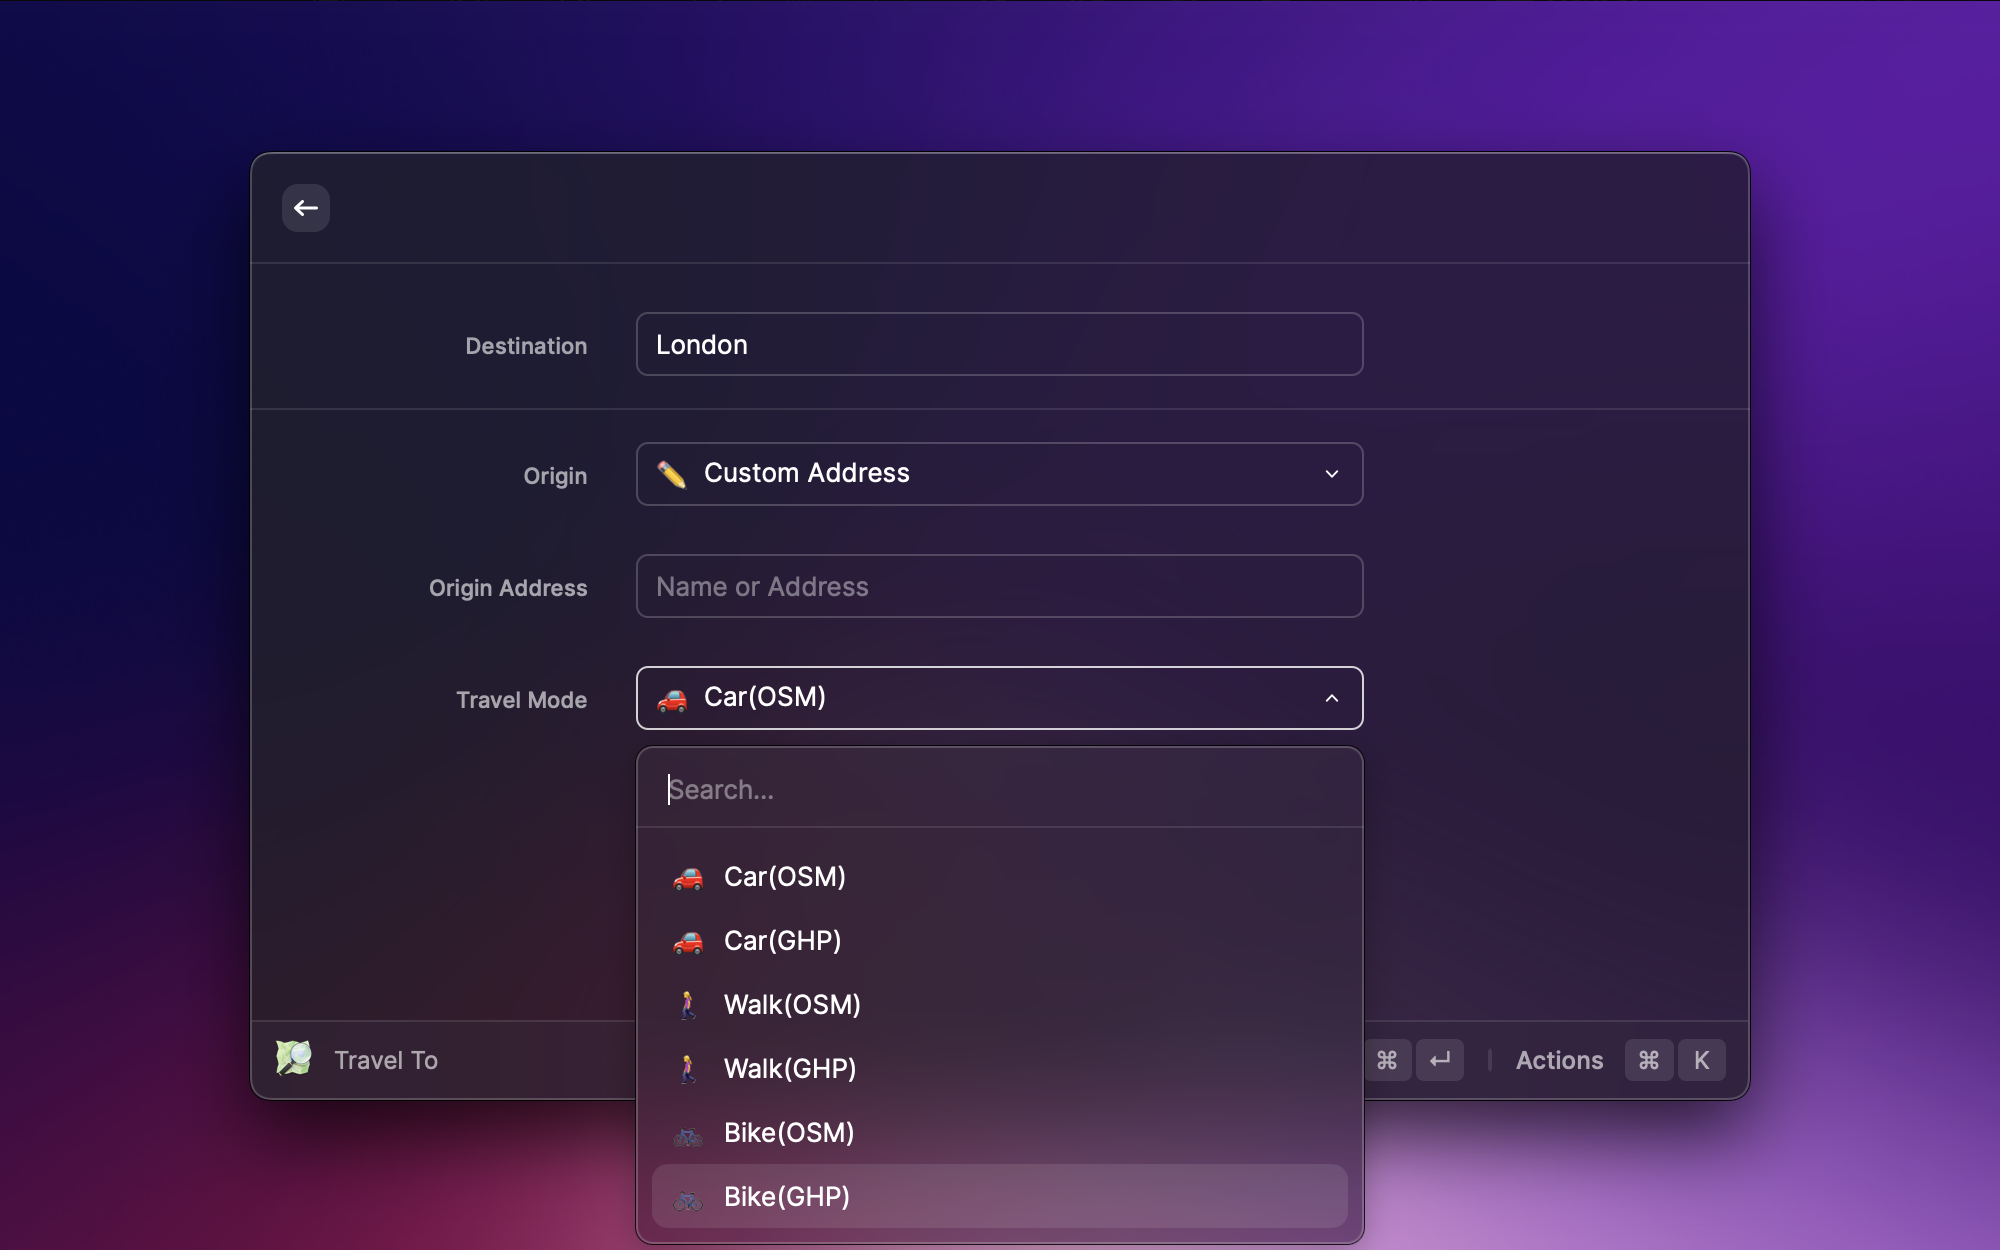 Destination
London
Origin
Custom Address
Origin Address
Name or Address
Travel Mode
Car(OSM)
Search...
Car(OSM)
Car(GHP)
Walk(OSM)
Walk(GHP)
Bike(OSM)
Bike(GHP)
Travel To
⌘ ↵ | Actions ⌘ K